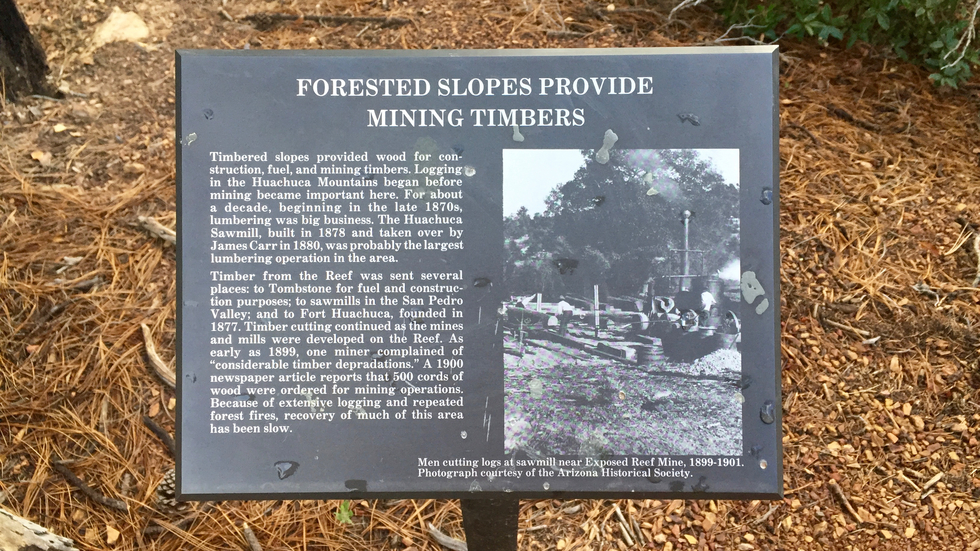 FORESTED SLOPES PROVIDE
MINING TIMBERS
Timbered slopes provided wood for con-
struction, fuel, and mining timbers. Logging
in the Huachuca Mountains began before
mining became important here. For about
a decade, beginning in the late 1870s,
lumbering was big business. The Huachuca
Sawmill, built in 1878 and taken over by
James Carr in 1880, was probably the largest
lumbering operation in the area.
Timber from the Reef was sent several
places: to Tombstone for fuel and construc-
tion purposes; to sawmills in the San Pedro
Valley; and to Fort Huachuca, founded in
1877. Timber cutting continued as the mines
and mills were developed on the Reef. As
early as 1899, one miner complained of
“considerable timber depradations.” A 1900
newspaper article reports that 500 cords of
wood were ordered for mining operations.
Because of extensive logging and repeated
forest fires, recovery of much of this area
has been slow.
Men cutting logs at sawmill near Exposed Reef Mine, 1899-1901.
Photograph courtesy of the Arizona Historical Society.